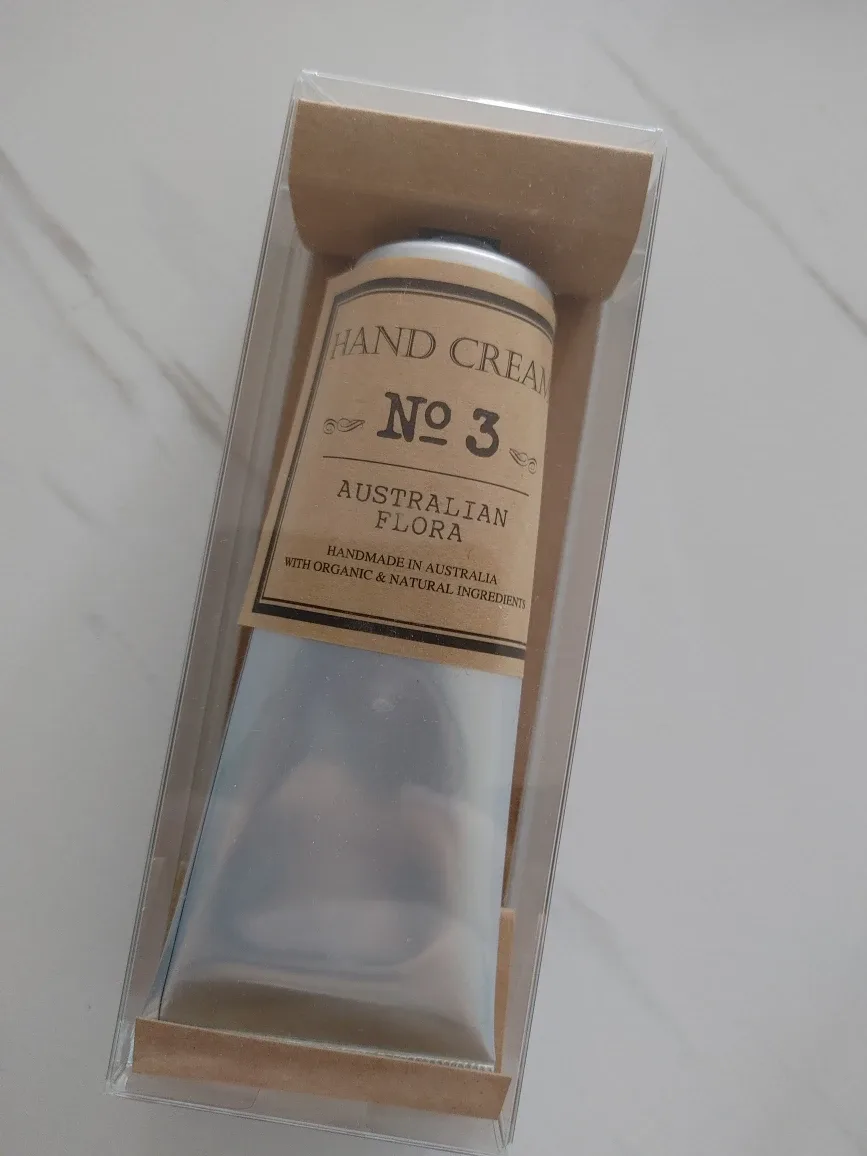 HAND CREAM
No 3
AUSTRALIAN
FLORA
HANDMADE IN AUSTRALIA
WITH ORGANIC & NATURAL INGREDIENTS